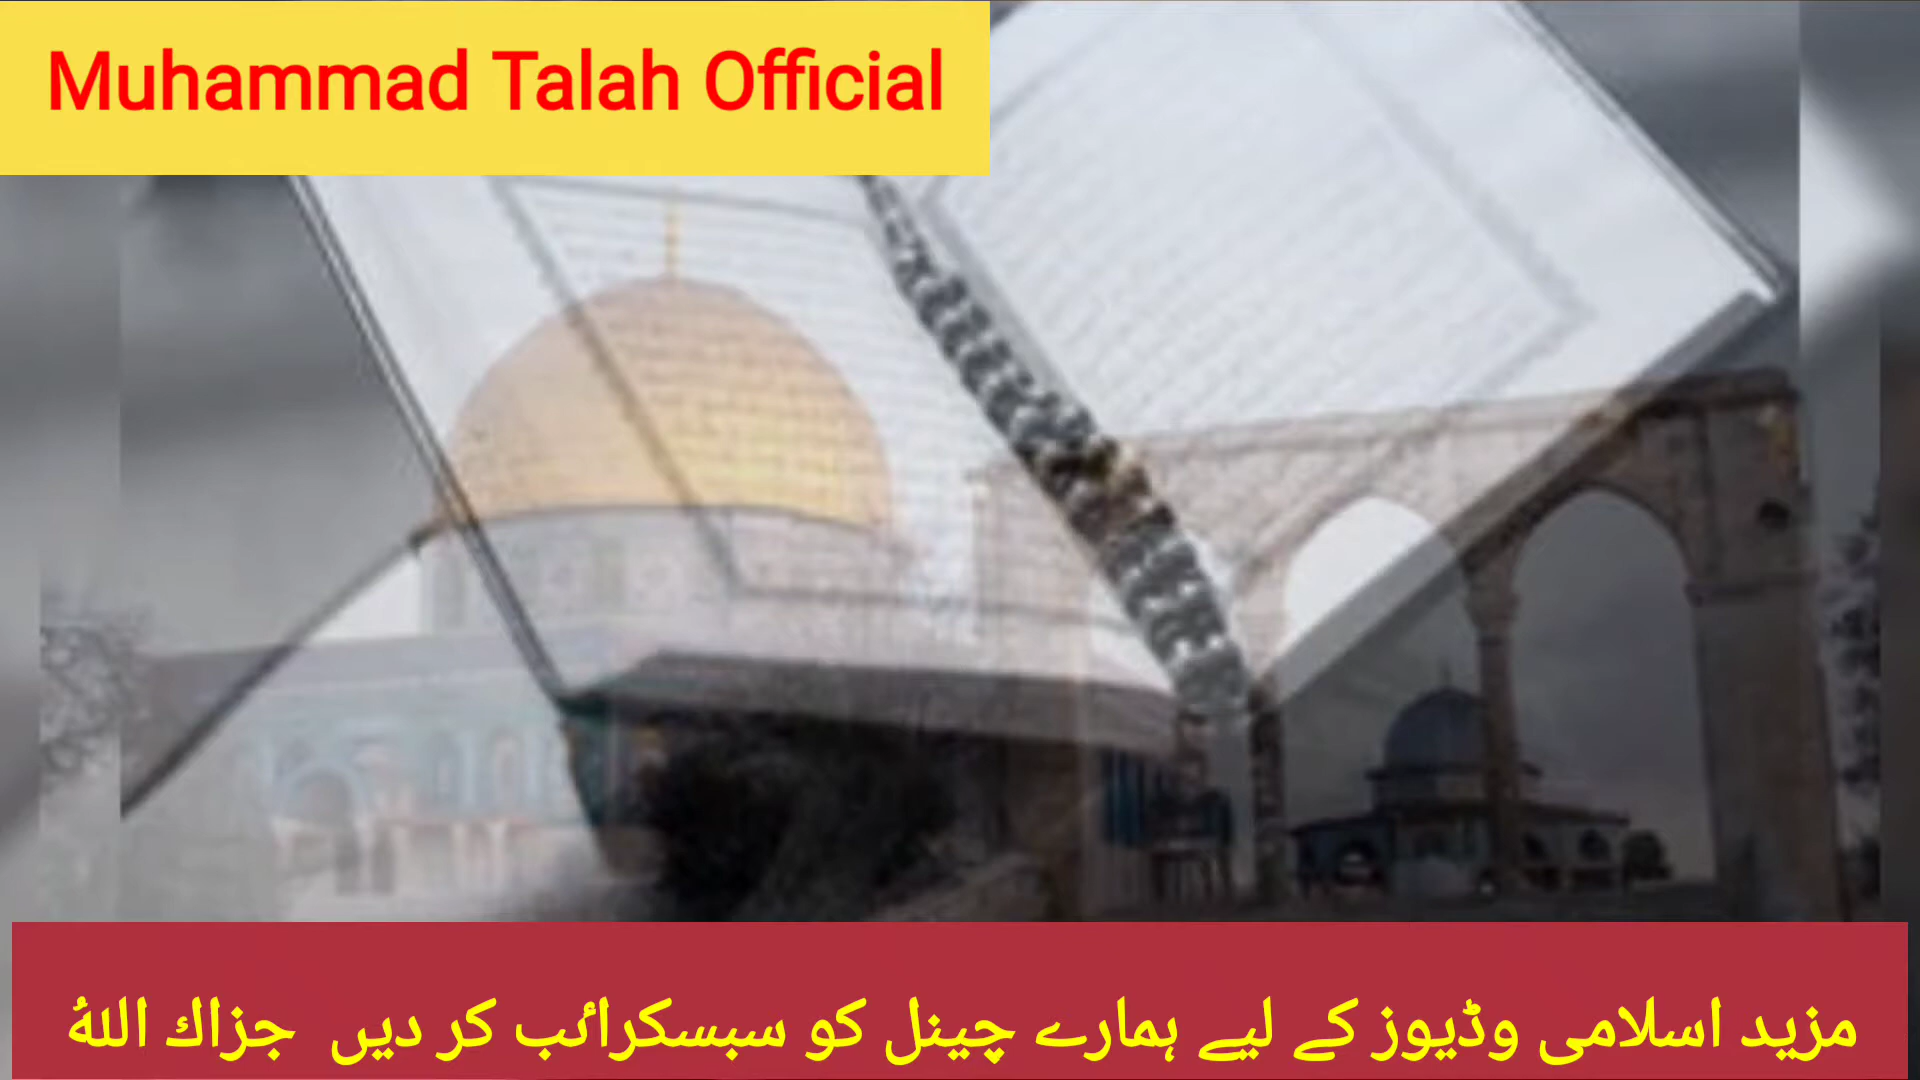 Muhammad Talah Official
مزید اسلامی وڈیوز کے لیے ہمارے چینل کو سبسکرائب کر دیں جزاك اللهُ